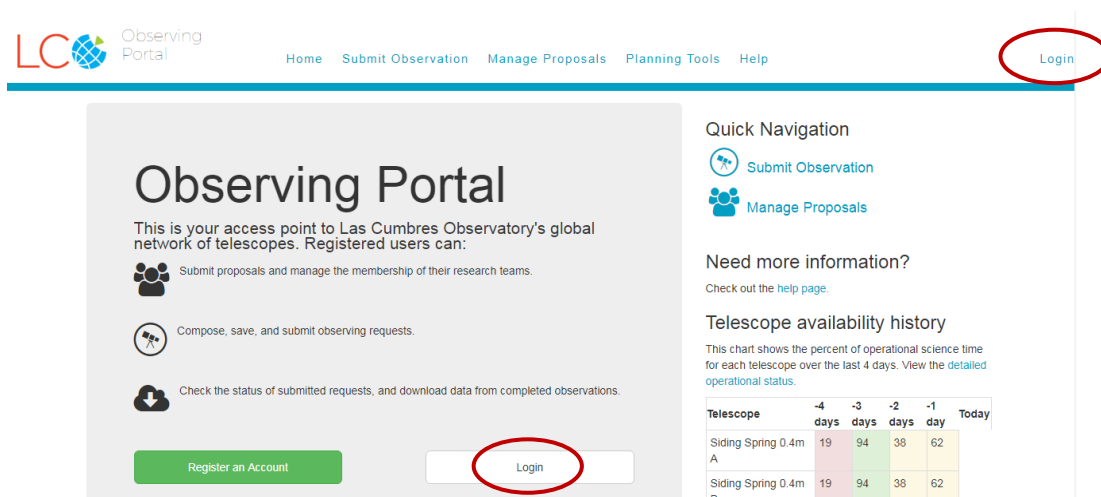 LCO Observing
Portal
Home Submit Observation Manage Proposals Planning Tools Help Login
Observing Portal
This is your access point to Las Cumbres Observatory's global
network of telescopes. Registered users can:
Submit proposals and manage the membership of their research teams.
Compose, save, and submit observing requests.
Check the status of submitted requests, and download data from completed observations.
Register an Account Login
Quick Navigation
Submit Observation
Manage Proposals
Need more information?
Check out the help page.
Telescope availability history
This chart shows the percent of operational science time
for each telescope over the last 4 days. View the detailed
operational status.
Telescope -4 days -3 days -2 days -1 day Today
Siding Spring 0.4m A 19 94 38 62
Siding Spring 0.4m 19 94 38 62